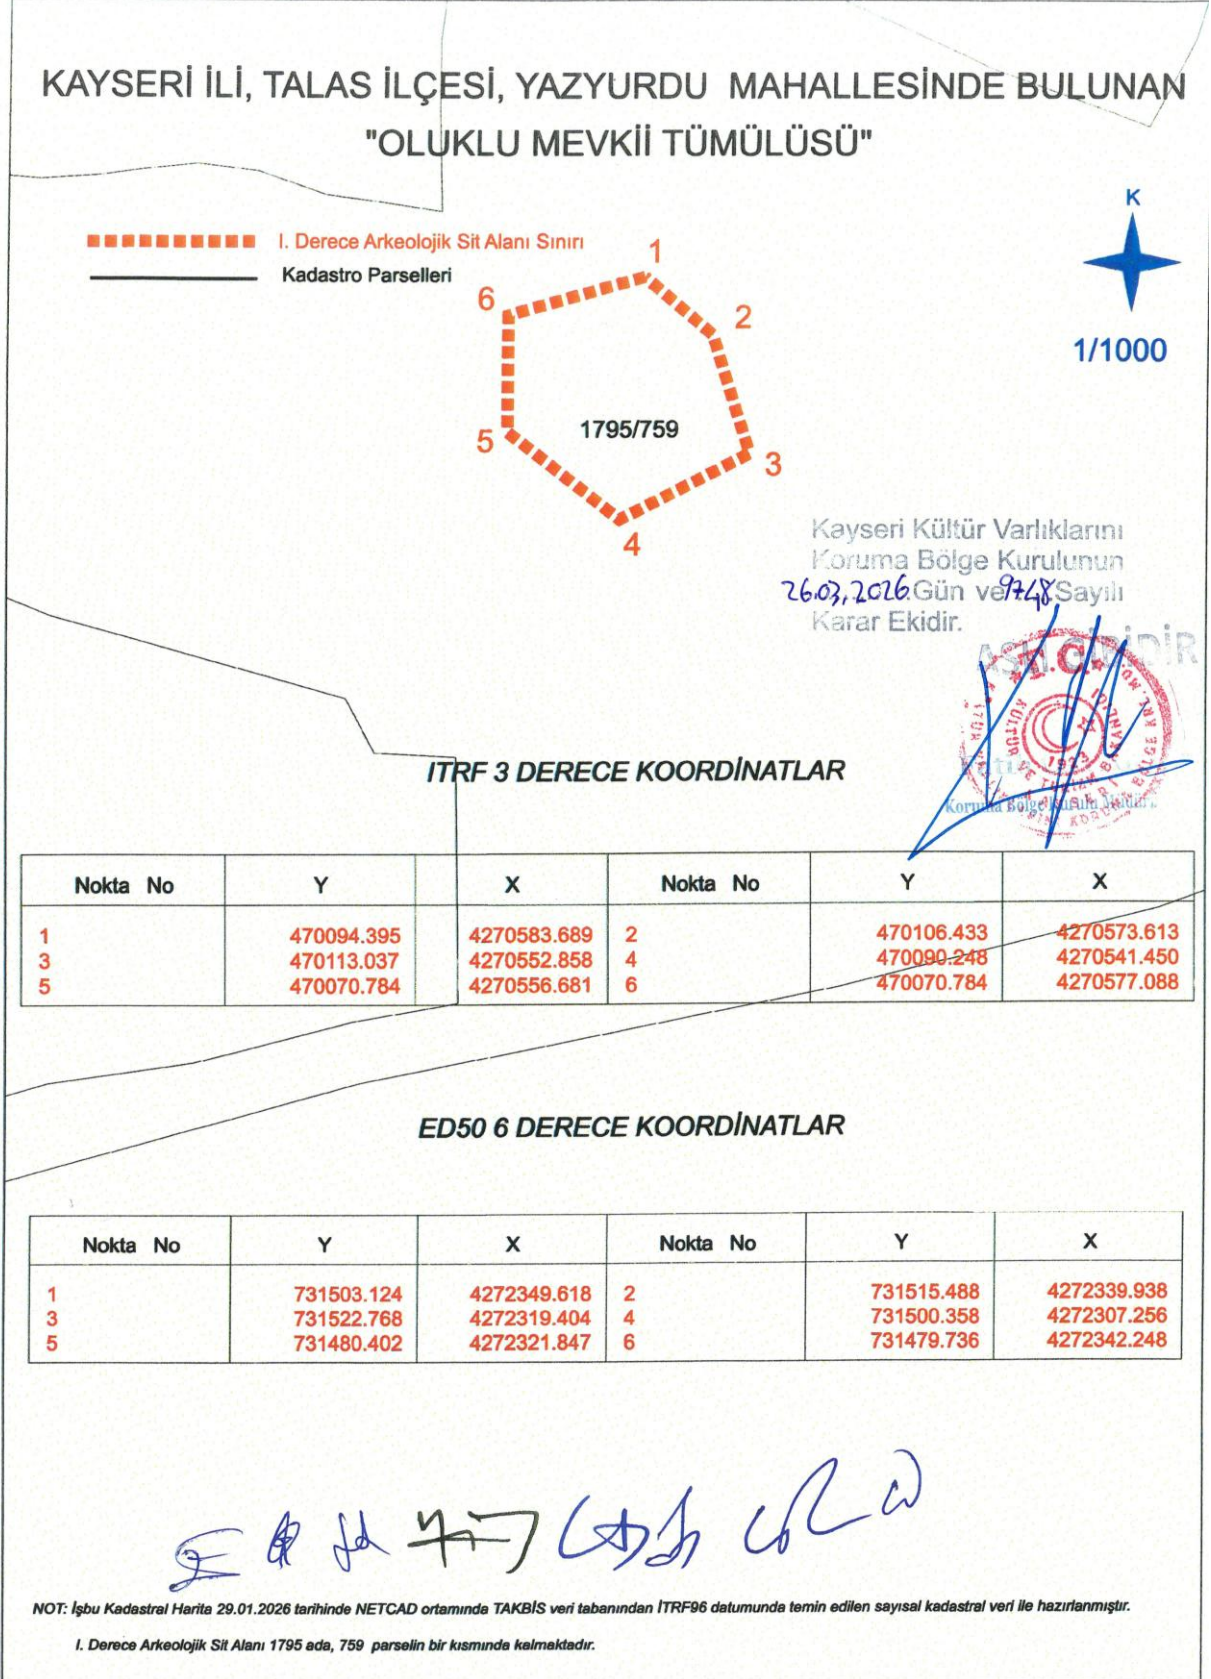 KAYSERİ İLİ, TALAS İLÇESİ, YAZYURDU MAHALLESİNDE BULUNAN
"OLUKLU MEVKİİ TÜMÜLÜSÜ"
K
I. Derece Arkeolojik Sit Alanı Sınırı
Kadastro Parselleri
1/1000
1
6
2
1795/759
5
3
4
Kayseri Kültür Varlıklarını
Koruma Bölge Kurulunun
26.03.2026 Gün ve 9748 Sayılı
Karar Ekidir.
ASLI GİBİDİR
T.C.
1923
Koruma Bölge Kurulu
ITRF 3 DERECE KOORDİNATLAR
Nokta No Y X Nokta No Y X
1 470094.395 4270583.689 2 470106.433 4270573.613
3 470113.037 4270552.858 4 470090.248 4270541.450
5 470070.784 4270556.681 6 470070.784 4270577.088
ED50 6 DERECE KOORDİNATLAR
Nokta No Y X Nokta No Y X
1 731503.124 4272349.618 2 731515.488 4272339.938
3 731522.768 4272319.404 4 731500.358 4272307.256
5 731480.402 4272321.847 6 731479.736 4272342.248
NOT: İşbu Kadastral Harita 29.01.2026 tarihinde NETCAD ortamında TAKBİS veri tabanından İTRF96 datumunda temin edilen sayısal kadastral veri ile hazırlanmıştır.
I. Derece Arkeolojik Sit Alanı 1795 ada, 759 parselin bir kısmında kalmaktadır.